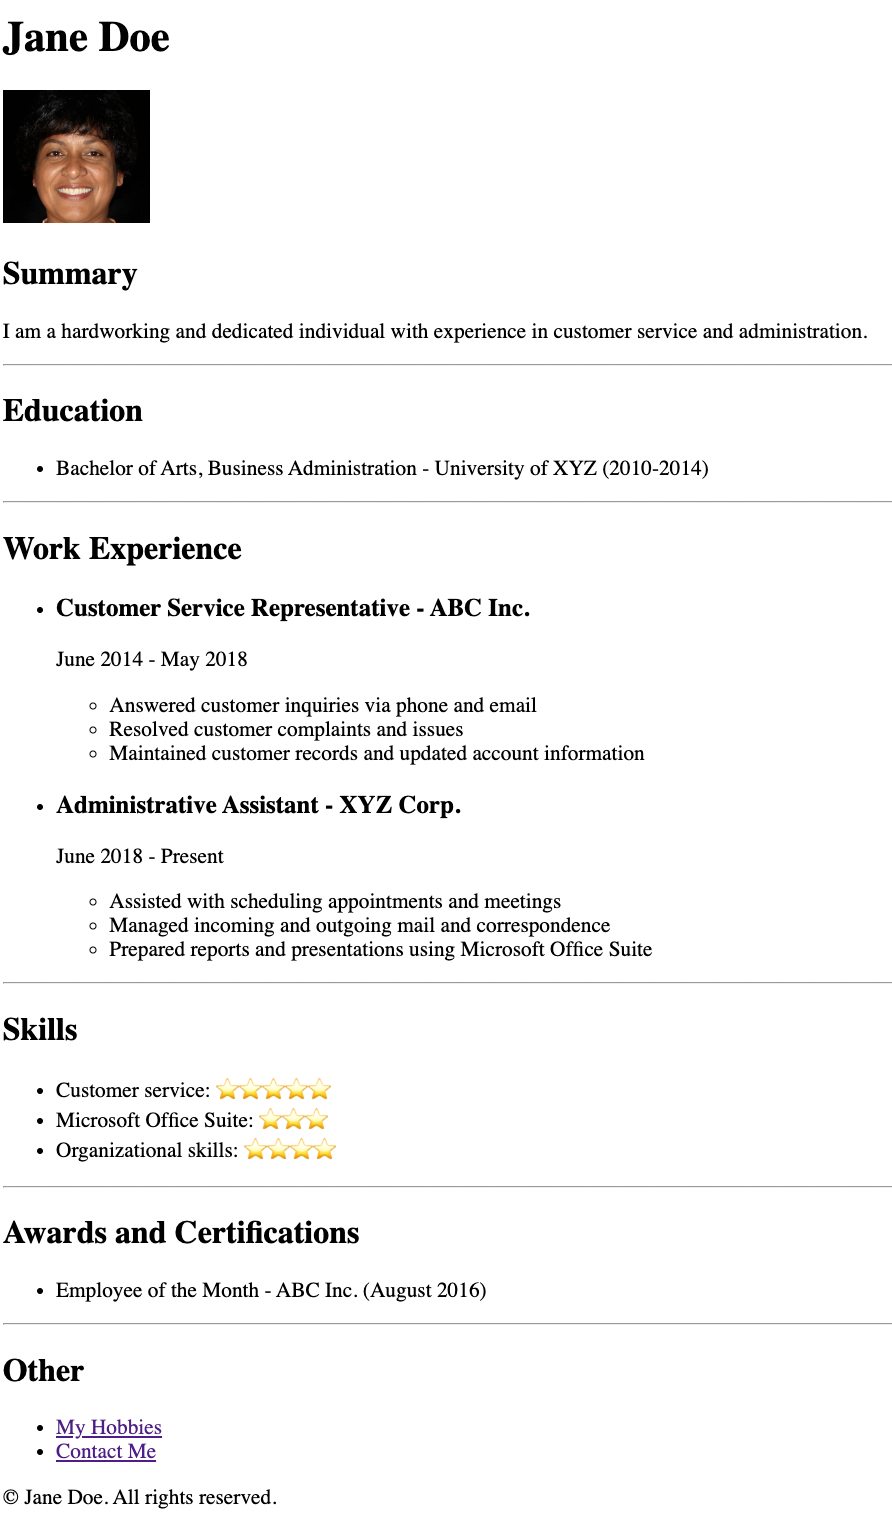 Jane Doe
Summary
I am a hardworking and dedicated individual with experience in customer service and administration.
Education
Bachelor of Arts, Business Administration - University of XYZ (2010-2014)
Work Experience
Customer Service Representative - ABC Inc.
June 2014 - May 2018
Answered customer inquiries via phone and email
Resolved customer complaints and issues
Maintained customer records and updated account information
Administrative Assistant - XYZ Corp.
June 2018 - Present
Assisted with scheduling appointments and meetings
Managed incoming and outgoing mail and correspondence
Prepared reports and presentations using Microsoft Office Suite
Skills
Customer service: ⭐⭐⭐⭐⭐
Microsoft Office Suite: ⭐⭐⭐
Organizational skills: ⭐⭐⭐⭐
Awards and Certifications
Employee of the Month - ABC Inc. (August 2016)
Other
My Hobbies
Contact Me
© Jane Doe. All rights reserved.